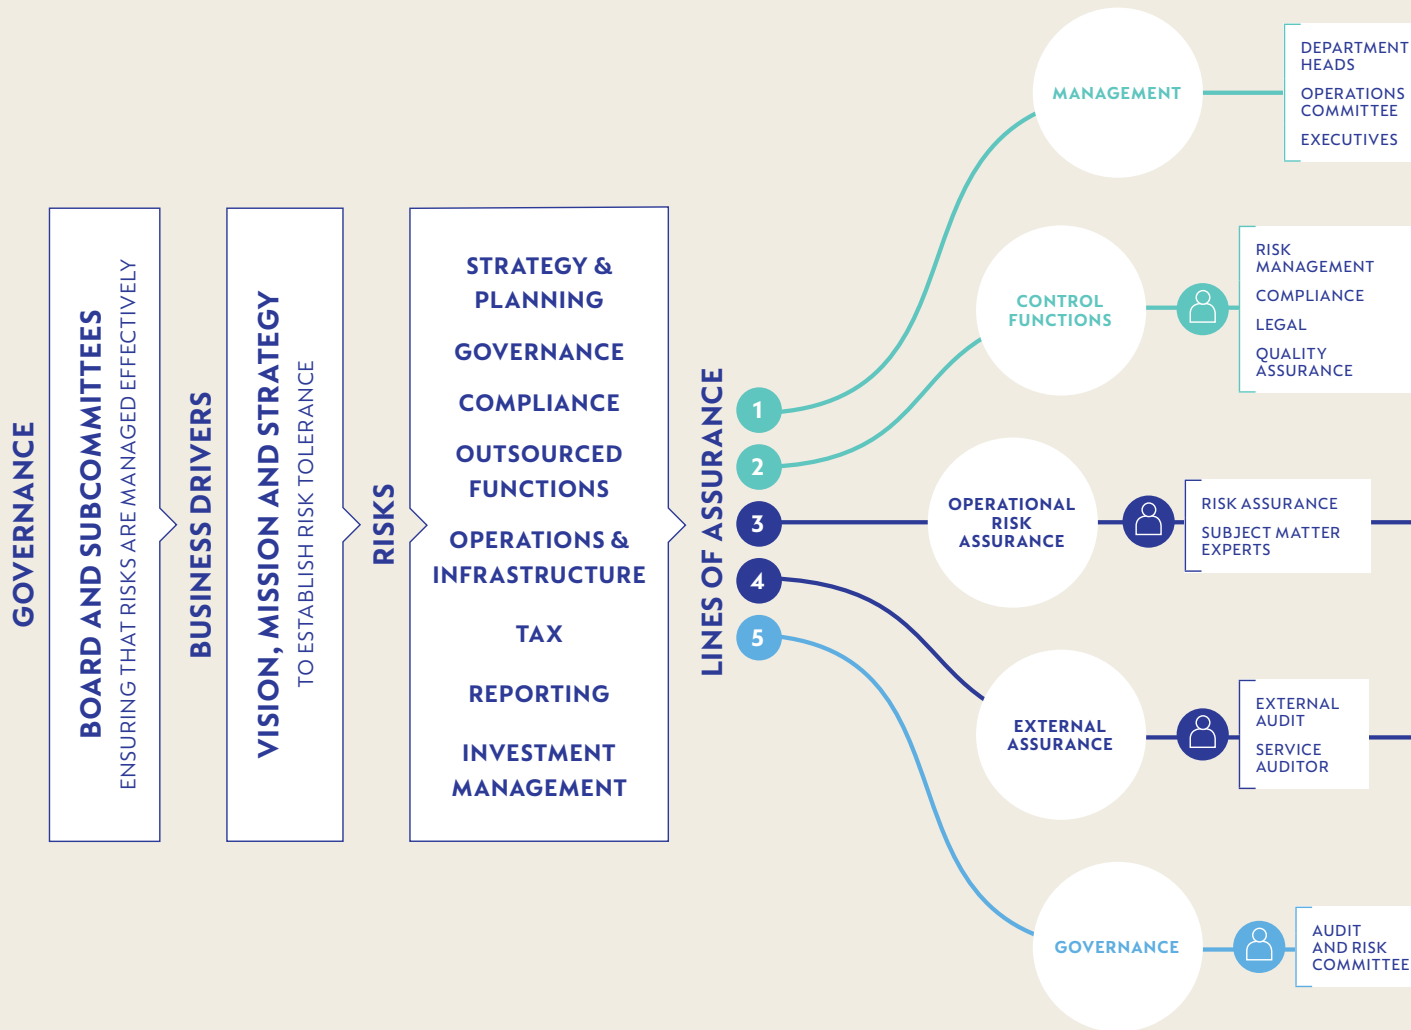 GOVERNANCE
BOARD AND SUBCOMMITTEES
ENSURING THAT RISKS ARE MANAGED EFFECTIVELY
BUSINESS DRIVERS
VISION, MISSION AND STRATEGY
TO ESTABLISH RISK TOLERANCE
RISKS
STRATEGY &
PLANNING
GOVERNANCE
COMPLIANCE
OUTSOURCED
FUNCTIONS
OPERATIONS &
INFRASTRUCTURE
TAX
REPORTING
INVESTMENT
MANAGEMENT
LINES OF ASSURANCE
1
2
3
4
5
MANAGEMENT
DEPARTMENT
HEADS
OPERATIONS
COMMITTEE
EXECUTIVES
CONTROL
FUNCTIONS
RISK
MANAGEMENT
COMPLIANCE
LEGAL
QUALITY
ASSURANCE
OPERATIONAL
RISK
ASSURANCE
RISK ASSURANCE
SUBJECT MATTER
EXPERTS
EXTERNAL
ASSURANCE
EXTERNAL
AUDIT
SERVICE
AUDITOR
GOVERNANCE
AUDIT
AND RISK
COMMITTEE